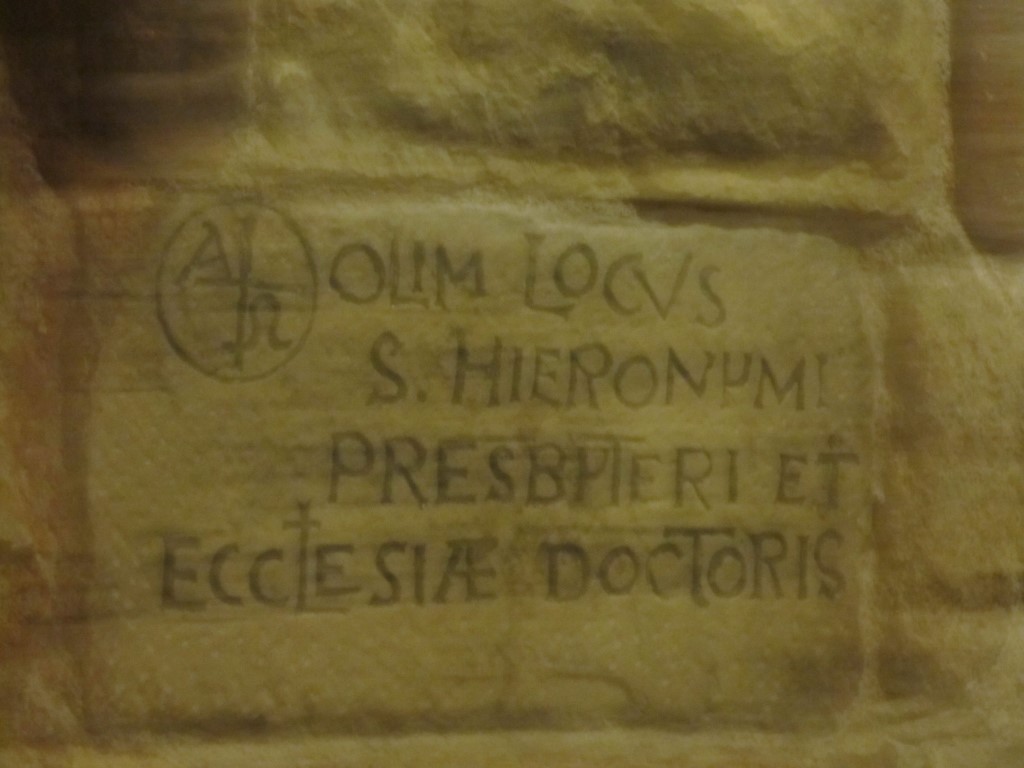 OLIM LOCVS
S. HIERONYMI
PRESBYTERI ET
ECCLESIÆ DOCTORIS